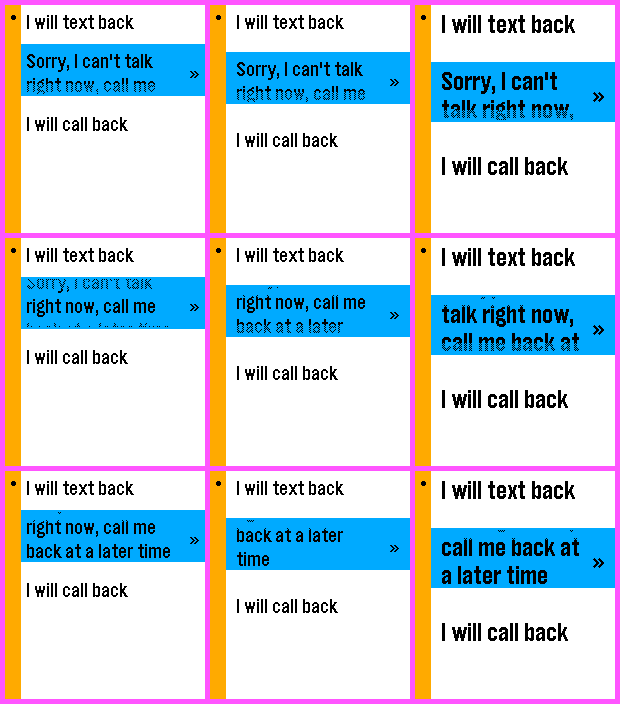 I will text back
Sorry, I can't talk
right now, call me
»
I will call back
I will text back
Sorry, I can't talk
right now, call me
»
I will call back
I will text back
Sorry, I can't
talk right now,
»
I will call back
I will text back
Sorry, I can't talk
right now, call me
»
I will call back
I will text back
right now, call me
back at a later
»
I will call back
I will text back
talk right now,
call me back at
»
I will call back
I will text back
right now, call me
back at a later time
»
I will call back
I will text back
back at a later
time
»
I will call back
I will text back
call me back at
a later time
»
I will call back